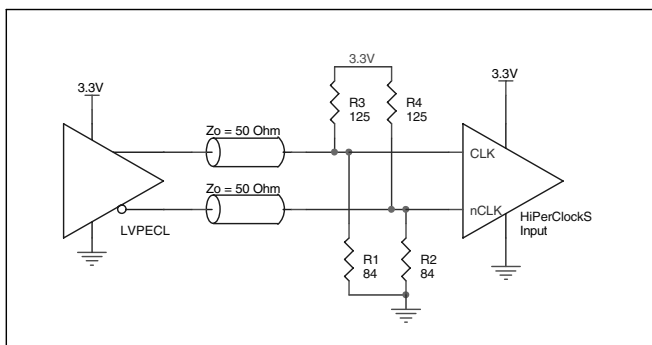 3.3V
3.3V
3.3V
R3
125
R4
125
Zo = 50 Ohm
CLK
Zo = 50 Ohm
nCLK
HiPerClockS
Input
LVPECL
R1
84
R2
84